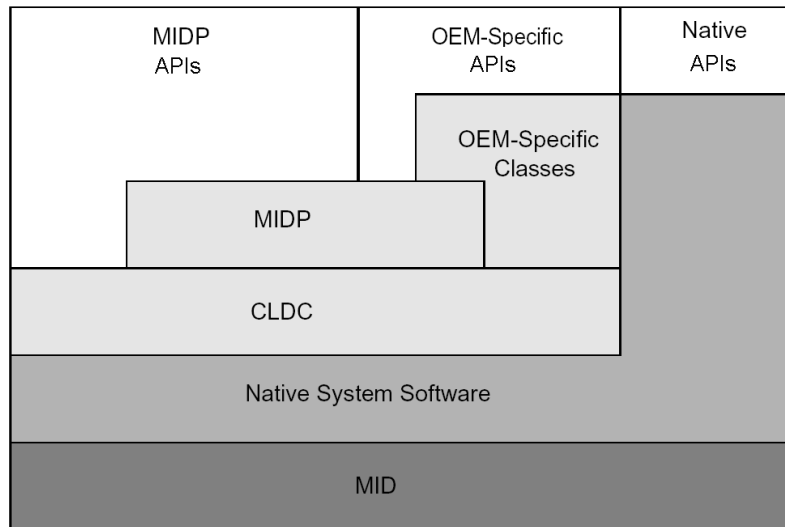 MIDP
APIs
OEM-Specific
APIs
Native
APIs
OEM-Specific
Classes
MIDP
CLDC
Native System Software
MID